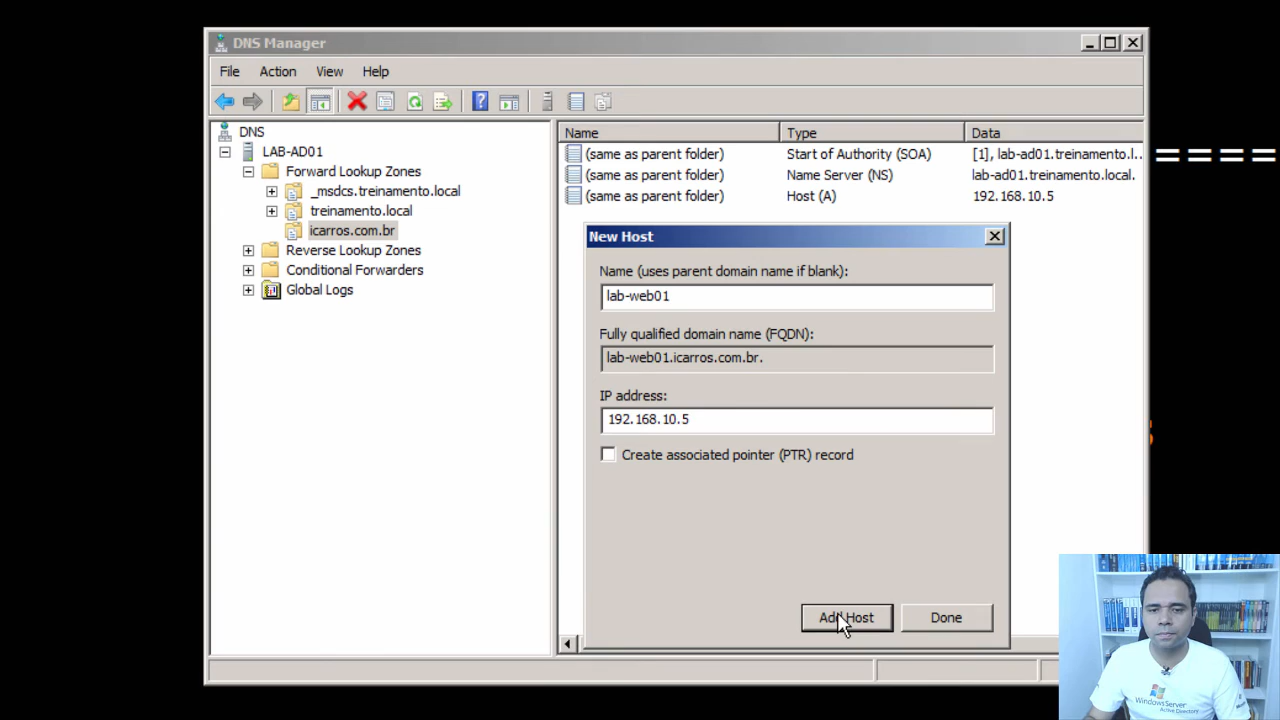 DNS Manager
File Action View Help
DNS
LAB-AD01
Forward Lookup Zones
_msdcs.treinamento.local
treinamento.local
icarros.com.br
Reverse Lookup Zones
Conditional Forwarders
Global Logs
Name Type Data
(same as parent folder) Start of Authority (SOA) [1], lab-ad01.treinamento.l..
(same as parent folder) Name Server (NS) lab-ad01.treinamento.local.
(same as parent folder) Host (A) 192.168.10.5
====
New Host
Name (uses parent domain name if blank):
lab-web01
Fully qualified domain name (FQDN):
lab-web01.icarros.com.br.
IP address:
192.168.10.5
Create associated pointer (PTR) record
Add Host Done
Windows Server
Active Directory